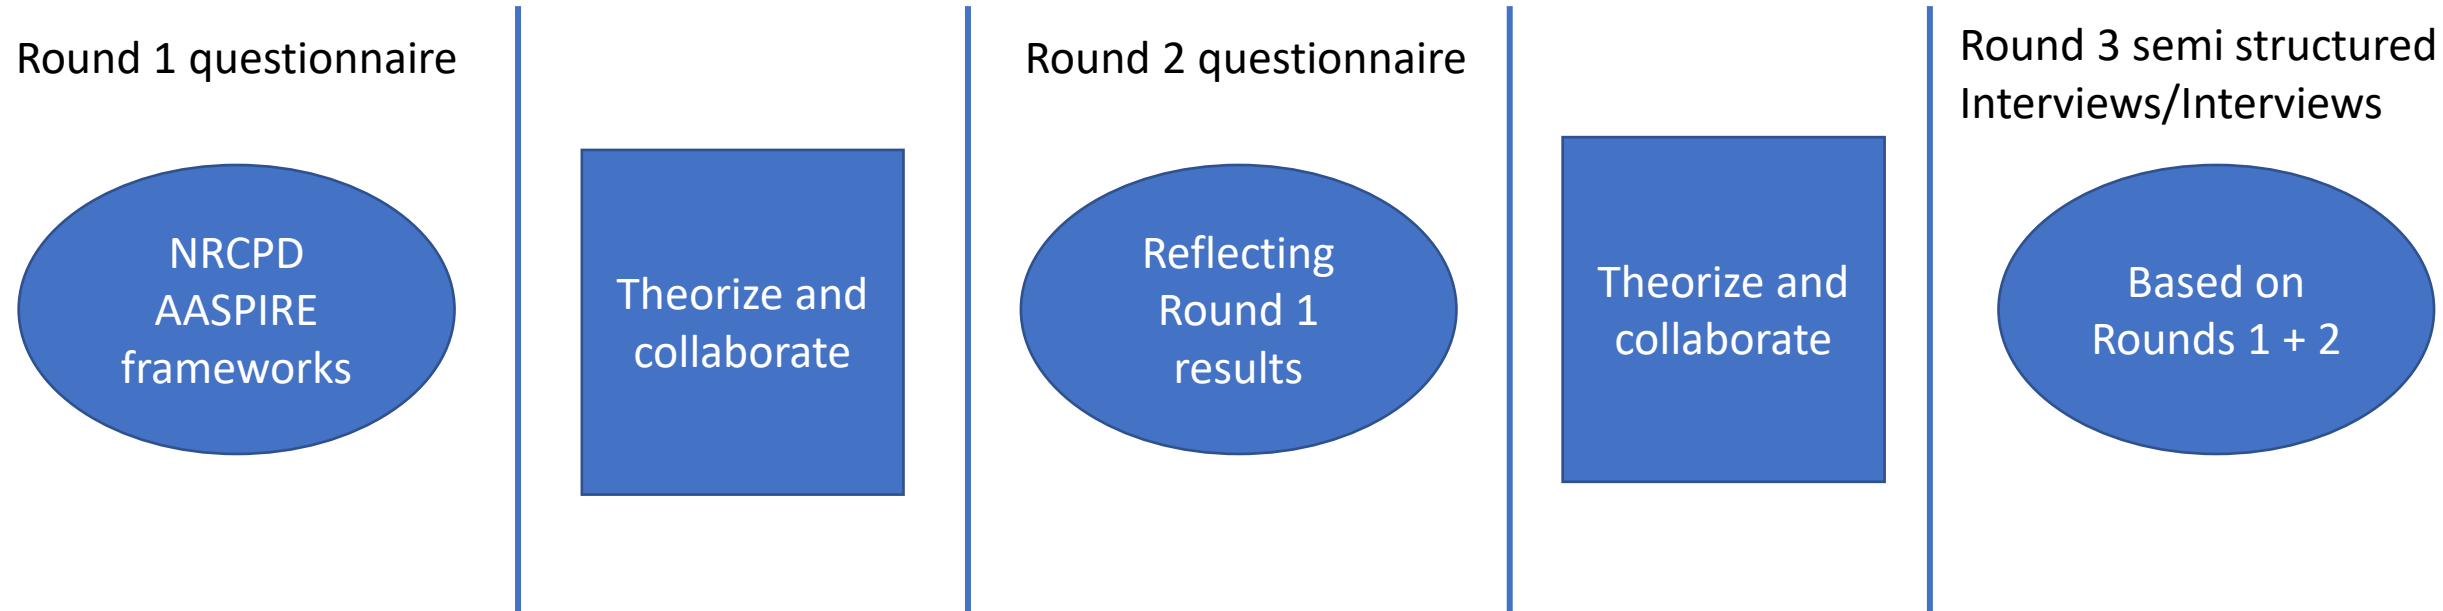 Round 1 questionnaire
NRCPD
AASPIRE
frameworks
Theorize and
collaborate
Round 2 questionnaire
Reflecting
Round 1
results
Theorize and
collaborate
Round 3 semi structured
Interviews/Interviews
Based on
Rounds 1 + 2